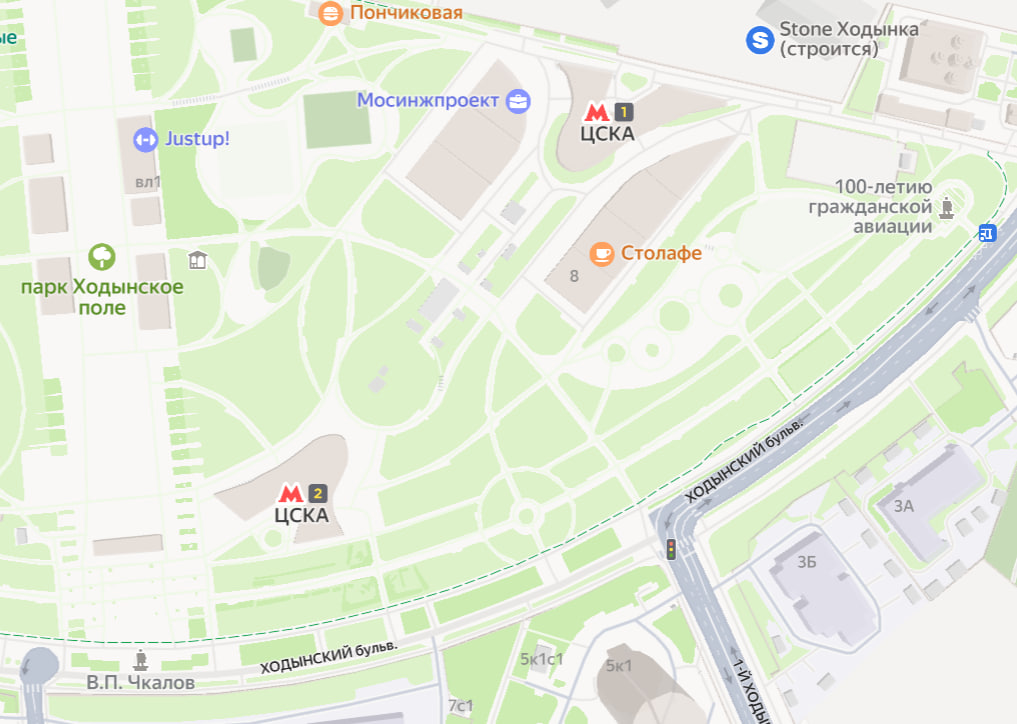 Пончиковая
ые
Stone Ходынка
(строится)
Мосинжпроект
М 1
ЦСКА
Justup!
вл1
100-летию
гражданской
авиации
Столафе
8
парк Ходынское
поле
ХОДЫНСКИЙ бульв.
М 2
ЦСКА
3А
3Б
ХОДЫНСКИЙ бульв.
5к1с1
5к1
В.П. Чкалов
7с1
1-Й ХОДЫ